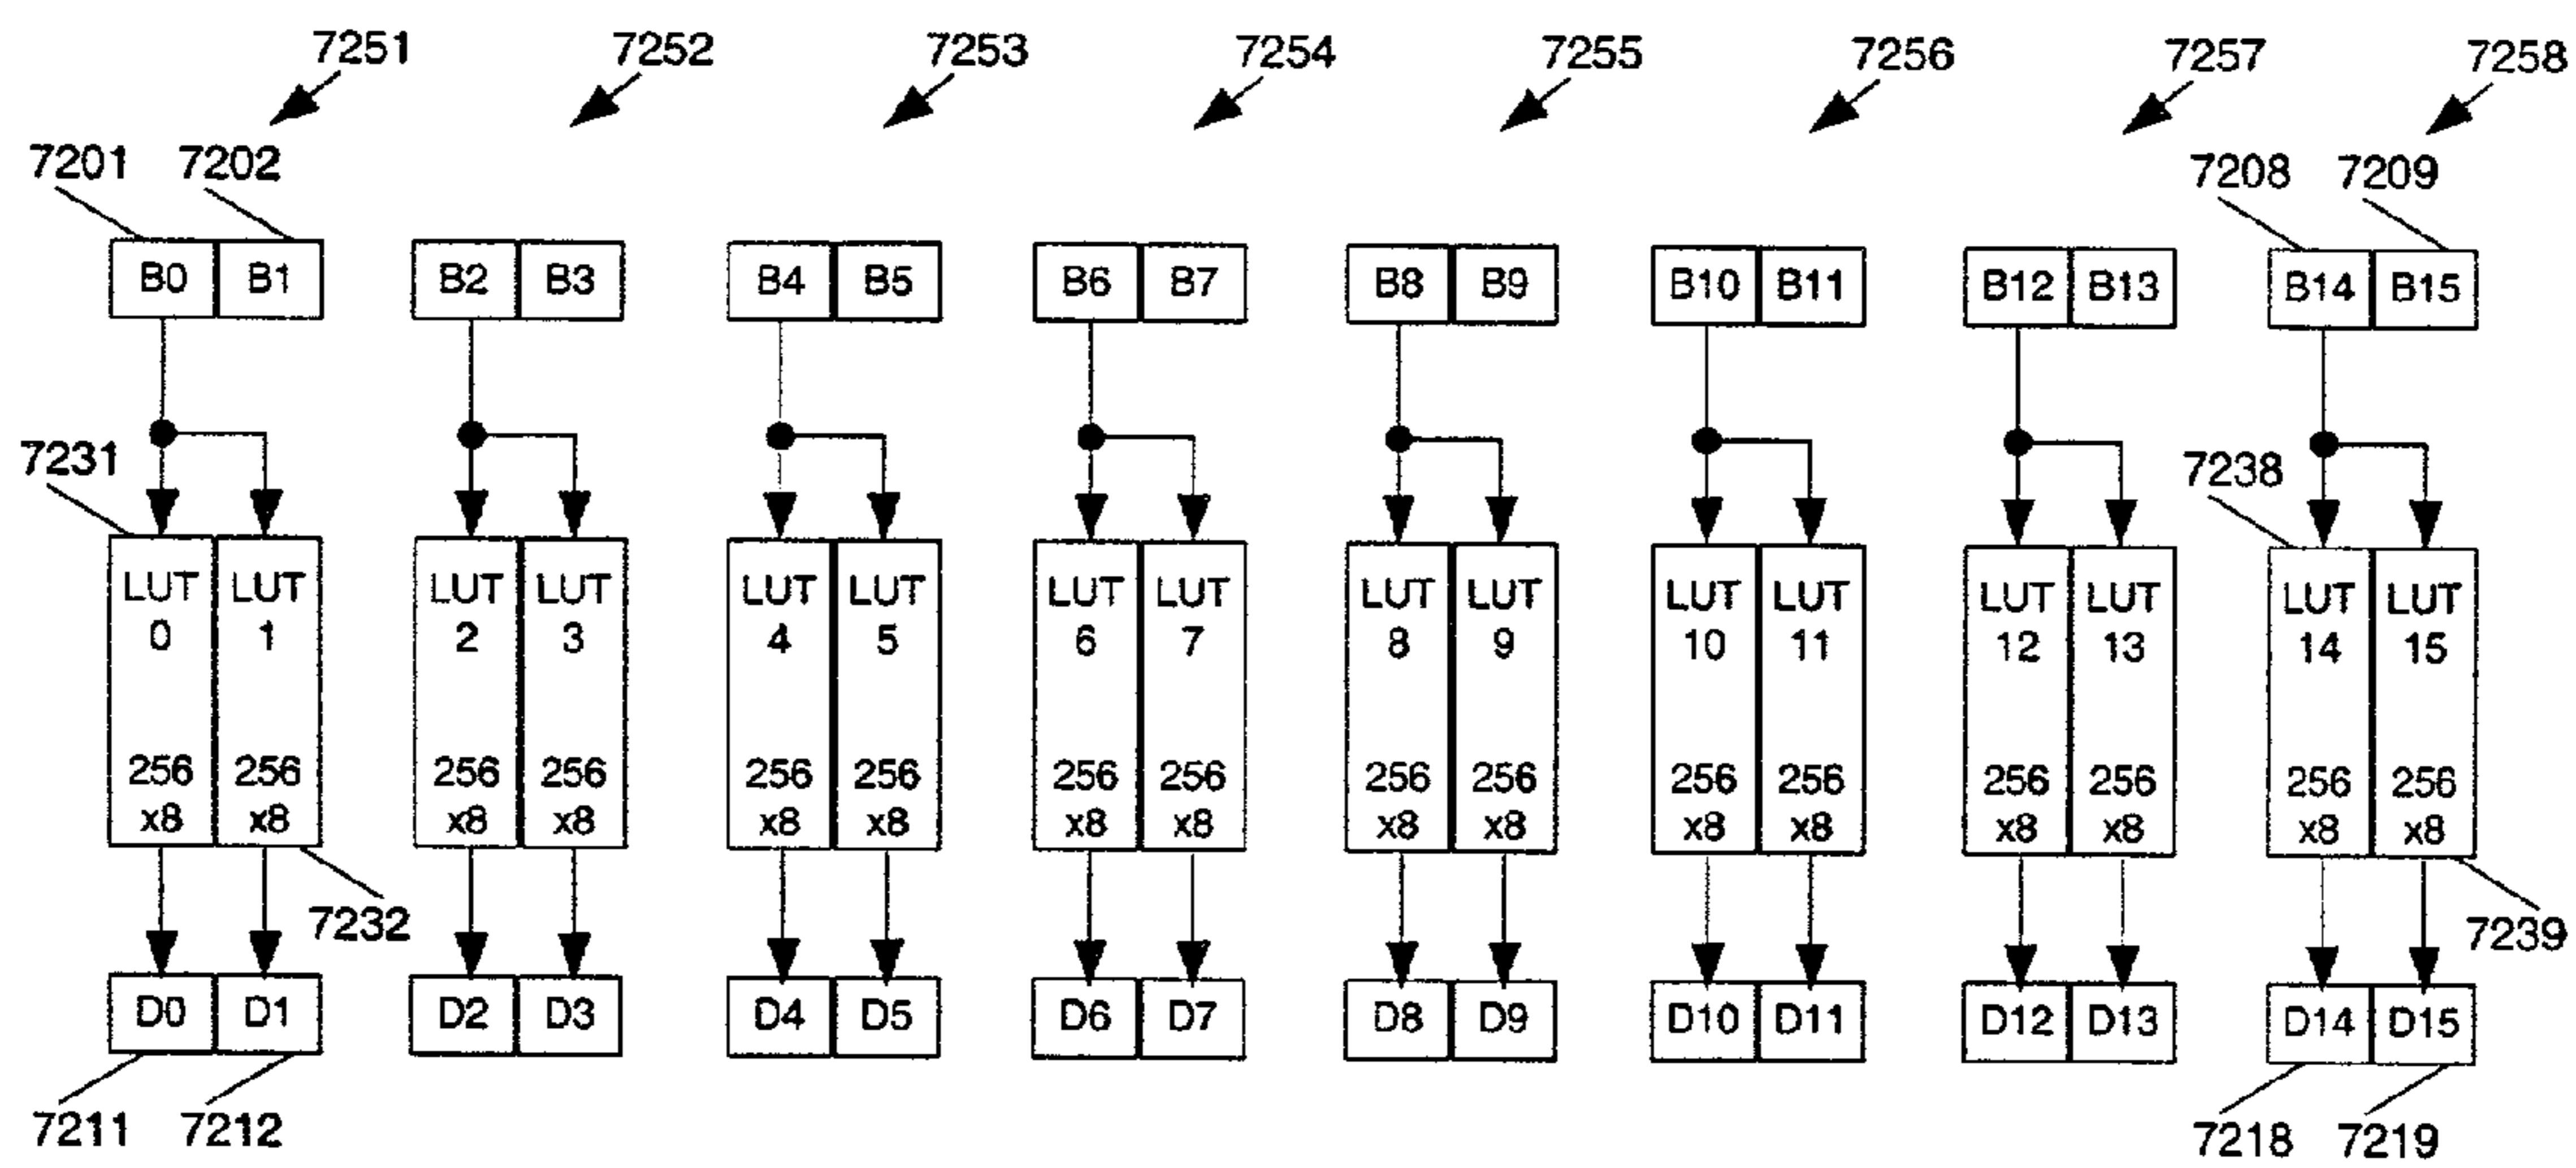 7251 7252 7253 7254 7255 7256 7257 7258
7201 7202 7208 7209
B0 B1 B2 B3 B4 B5 B6 B7 B8 B9 B10 B11 B12 B13 B14 B15
7231 7238
LUT LUT LUT LUT LUT LUT LUT LUT LUT LUT LUT LUT LUT LUT LUT LUT
0 1 2 3 4 5 6 7 8 9 10 11 12 13 14 15
256 256 256 256 256 256 256 256 256 256 256 256 256 256 256 256
x8 x8 x8 x8 x8 x8 x8 x8 x8 x8 x8 x8 x8 x8 x8 x8
7232 7239
D0 D1 D2 D3 D4 D5 D6 D7 D8 D9 D10 D11 D12 D13 D14 D15
7211 7212 7218 7219